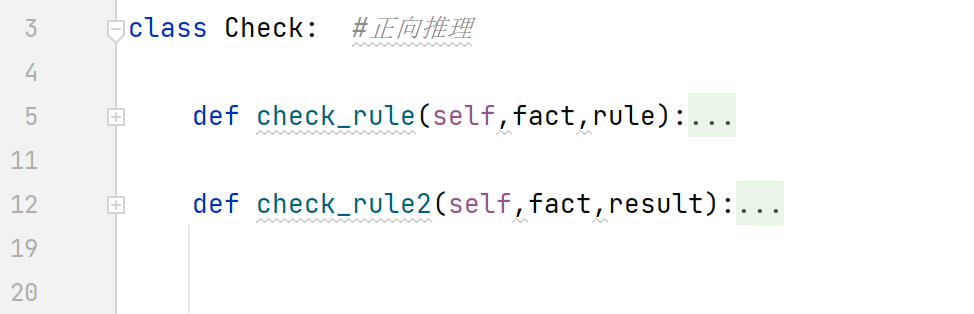 3 class Check: #正向推理
4
5 def check_rule(self,fact,rule):...
11
12 def check_rule2(self,fact,result):...
19
20